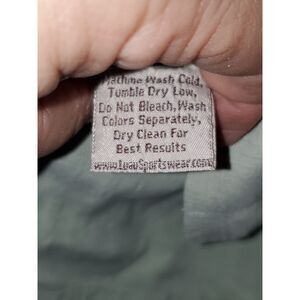 Machine Wash Cold,
Tumble Dry Low,
Do Not Bleach, Wash
Colors Separately,
Dry Clean For
Best Results
www.LuauSportswear.com